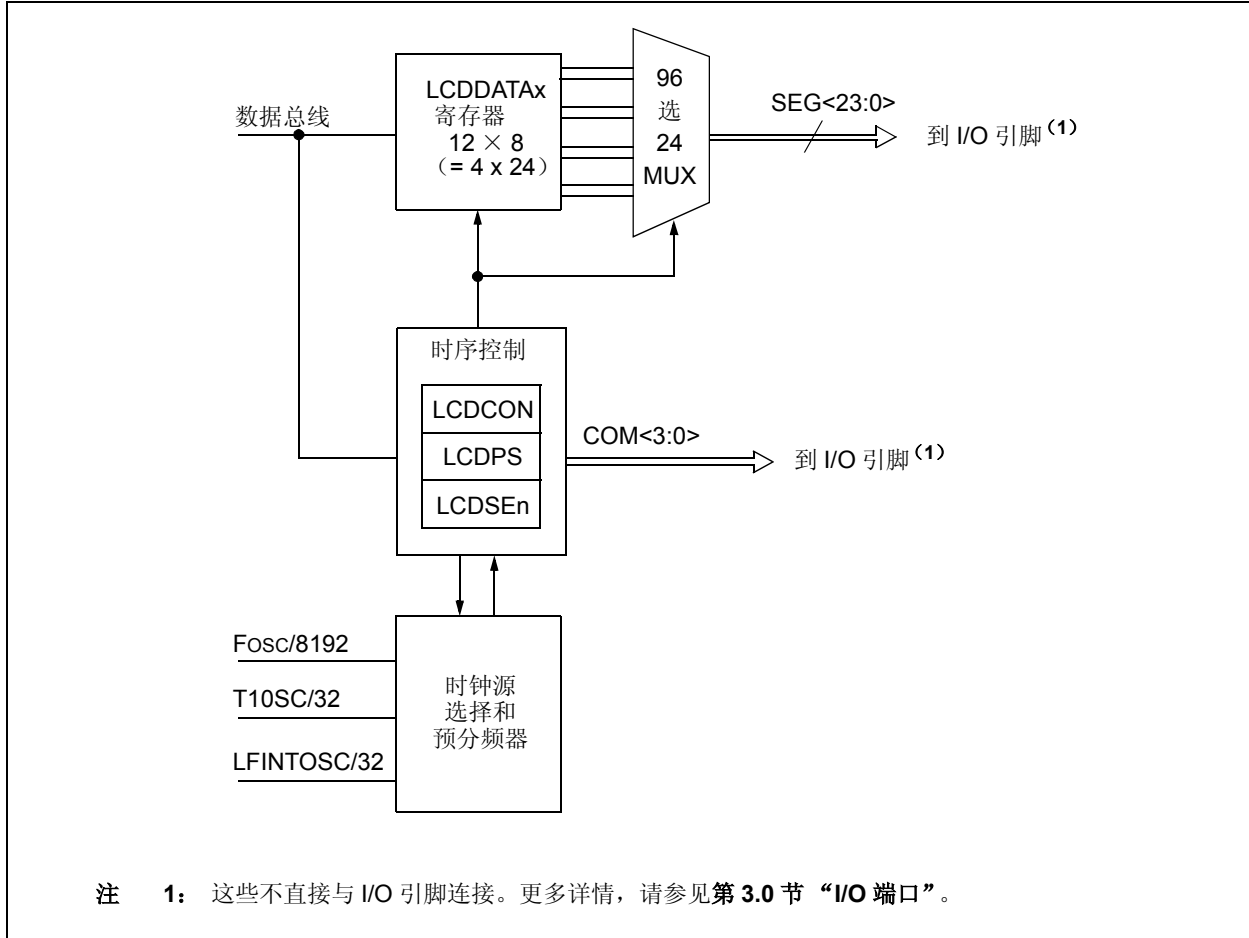 数据总线
LCDDATAx
寄存器
12 × 8
（= 4 x 24）
96
选
24
MUX
SEG<23:0>
到 I/O 引脚（1）
时序控制
LCDCON
LCDPS
LCDSEn
COM<3:0>
到 I/O 引脚（1）
FOSC/8192
T10SC/32
LFINTOSC/32
时钟源
选择和
预分频器
注 1： 这些不直接与 I/O 引脚连接。更多详情，请参见第 3.0 节 “I/O 端口”。